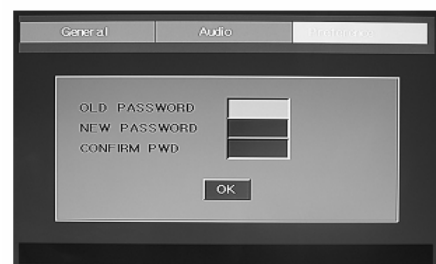 General Audio
OLD PASSWORD
NEW PASSWORD
CONFIRM PWD
OK